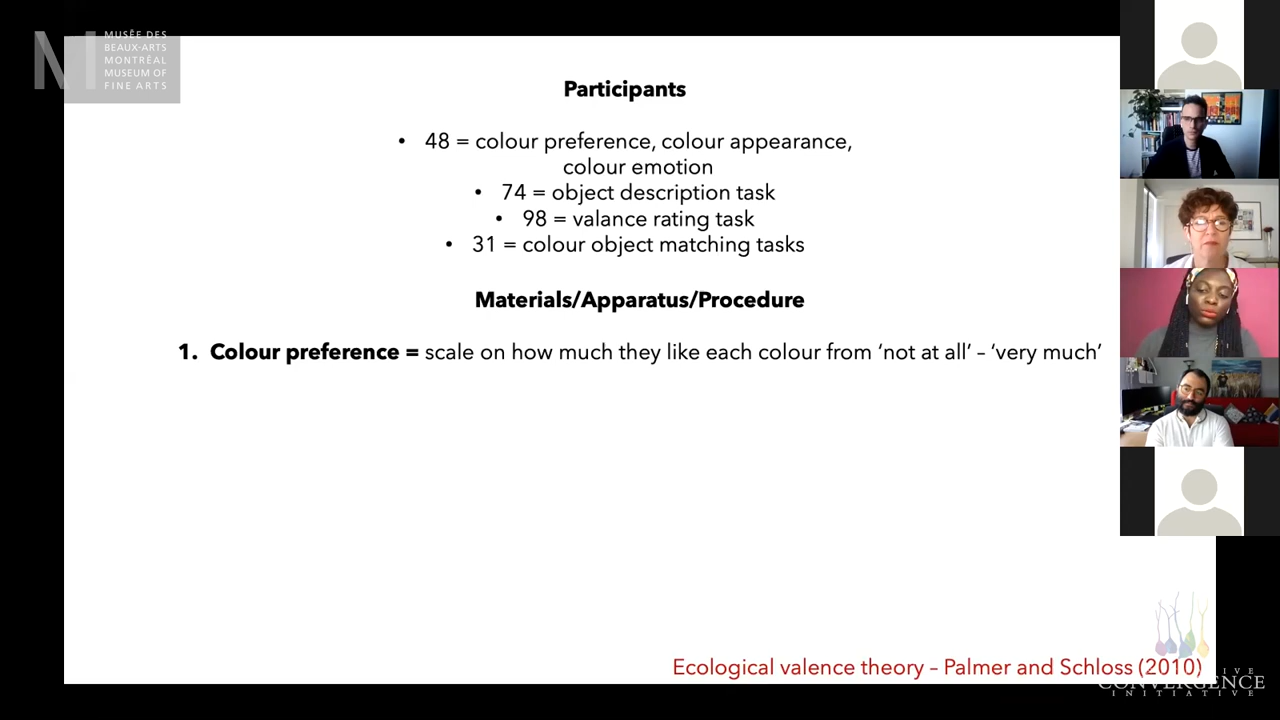 MUSÉE DES
BEAUX-ARTS
MONTRÉAL
MUSEUM OF
FINE ARTS
Participants
• 48 = colour preference, colour appearance,
colour emotion
• 74 = object description task
• 98 = valance rating task
• 31 = colour object matching tasks
Materials/Apparatus/Procedure
1. Colour preference = scale on how much they like each colour from ‘not at all’ – ‘very much’
Ecological valence theory – Palmer and Schloss (2010)
CONVERGENCE
INITIATIVE